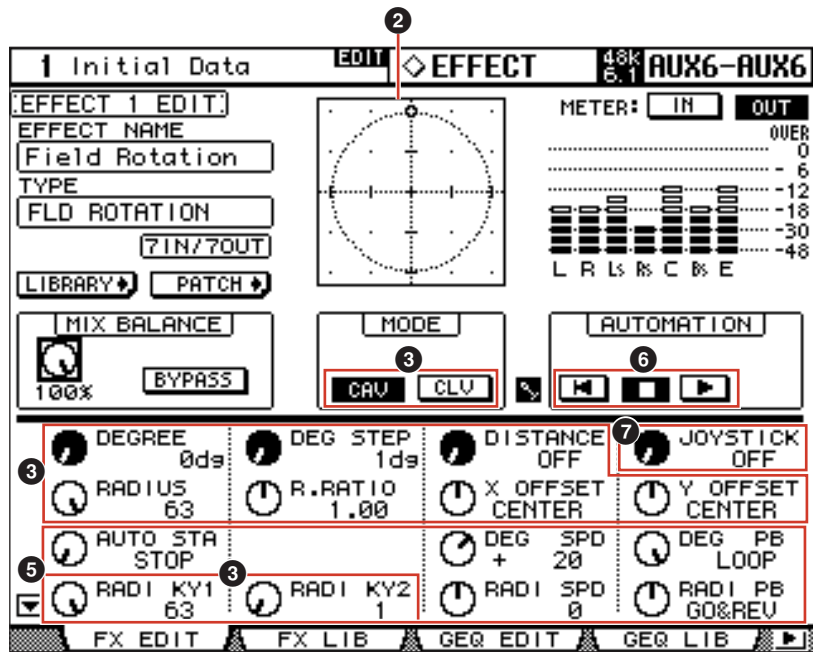 2
1 Initial Data EDIT ◇EFFECT 48k 6.1 AUX6-AUX6
EFFECT 1 EDIT
EFFECT NAME
Field Rotation
TYPE
FLD ROTATION
7IN/7OUT
LIBRARY PATCH
METER: IN OUT
OVER
0
- 6
-12
-18
-30
-48
L R Ls Rs C Bs E
MIX BALANCE
100%
BYPASS
MODE
3
CAV CLV
AUTOMATION
6
3
DEGREE
0dg
DEG STEP
1dg
DISTANCE
OFF
7
JOYSTICK
OFF
RADIUS
63
R.RATIO
1.00
X OFFSET
CENTER
Y OFFSET
CENTER
5
AUTO STA
STOP
DEG SPD
+ 20
DEG PB
LOOP
RADI KY1
63
3
RADI KY2
1
RADI SPD
0
RADI PB
GO&REV
FX EDIT FX LIB GEQ EDIT GEQ LIB